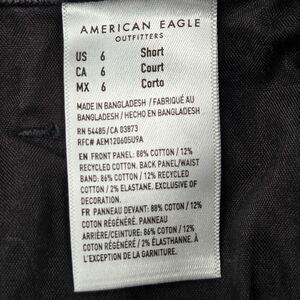 AMERICAN EAGLE
OUTFITTERS
US 6 Short
CA 6 Court
MX 6 Corto
MADE IN BANGLADESH / FABRIQUÉ AU
BANGLADESH / HECHO EN BANGLADESH
RN 54485/CA 03873
RFC# AEM120605U9A
EN FRONT PANEL: 88% COTTON / 12%
RECYCLED COTTON. BACK PANEL/WAIST
BAND: 86% COTTON / 12% RECYCLED
COTTON / 2% ELASTANE. EXCLUSIVE OF
DECORATION.
FR PANNEAU DEVANT: 88% COTON / 12%
COTON RÉGÉNÉRÉ. PANNEAU
ARRIÈRE/CEINTURE: 86% COTON / 12%
COTON RÉGÉNÉRÉ / 2% ÉLASTHANNE. À
L'EXCEPTION DE LA GARNITURE.